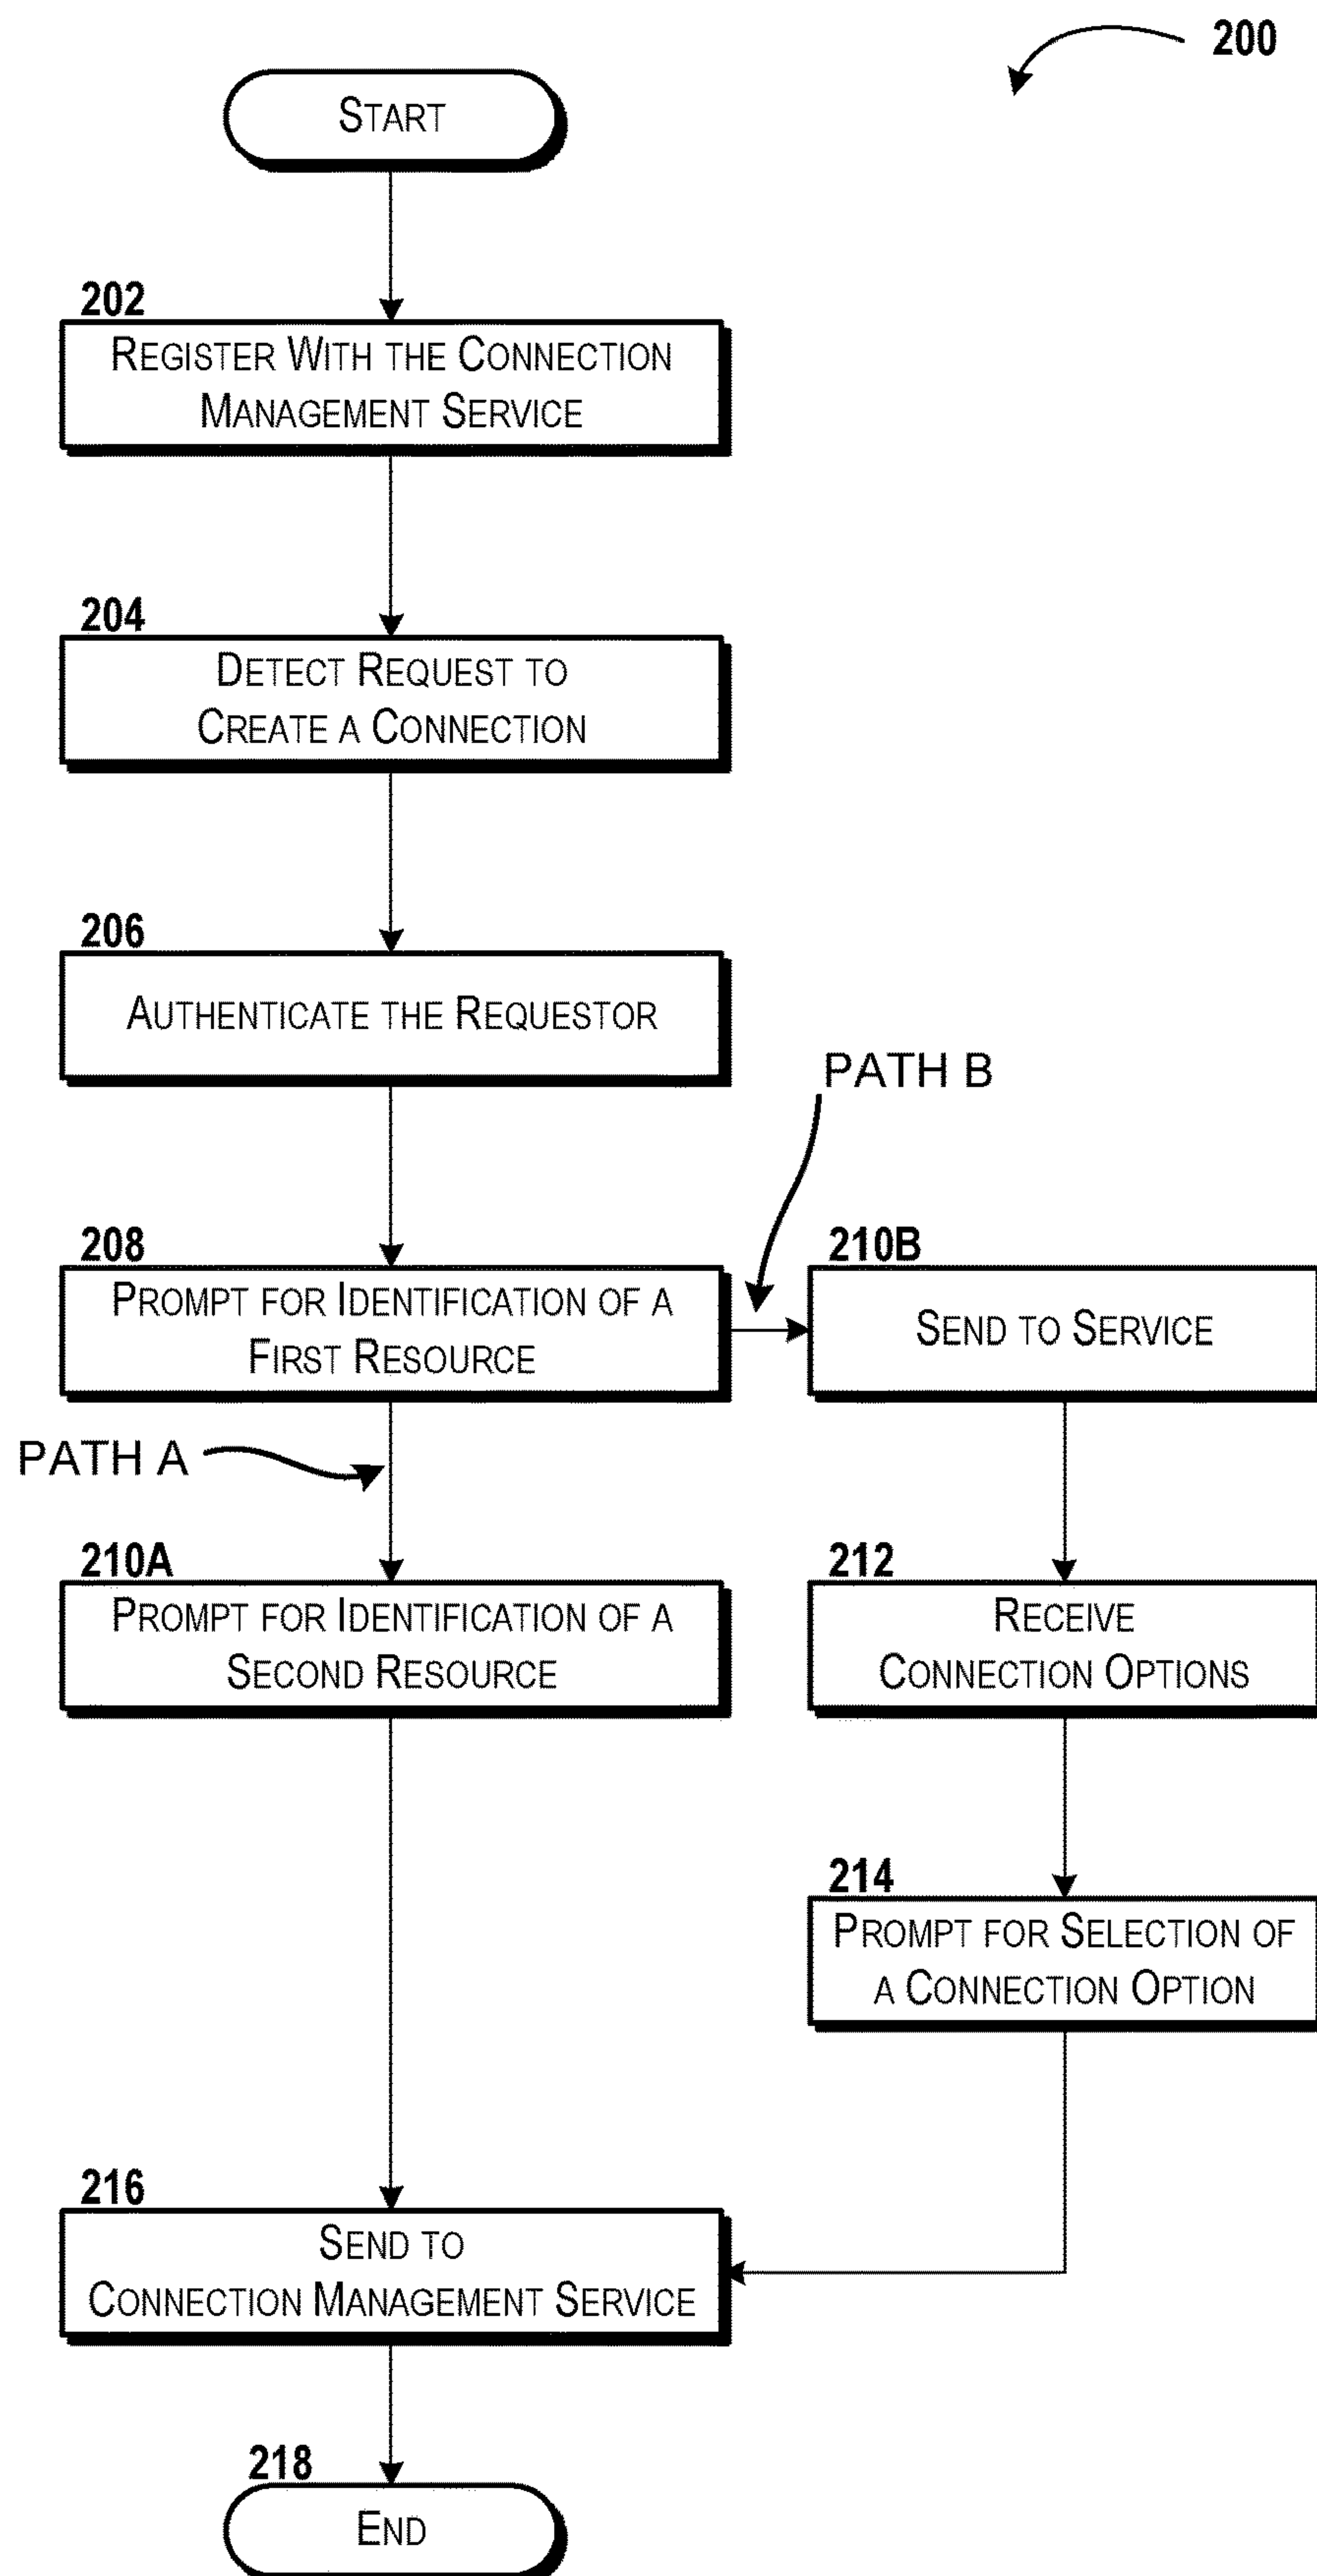 200
START
202
REGISTER WITH THE CONNECTION
MANAGEMENT SERVICE
204
DETECT REQUEST TO
CREATE A CONNECTION
206
AUTHENTICATE THE REQUESTOR
PATH B
208
PROMPT FOR IDENTIFICATION OF A
FIRST RESOURCE
210B
SEND TO SERVICE
PATH A
210A
PROMPT FOR IDENTIFICATION OF A
SECOND RESOURCE
212
RECEIVE
CONNECTION OPTIONS
214
PROMPT FOR SELECTION OF
A CONNECTION OPTION
216
SEND TO
CONNECTION MANAGEMENT SERVICE
218
END